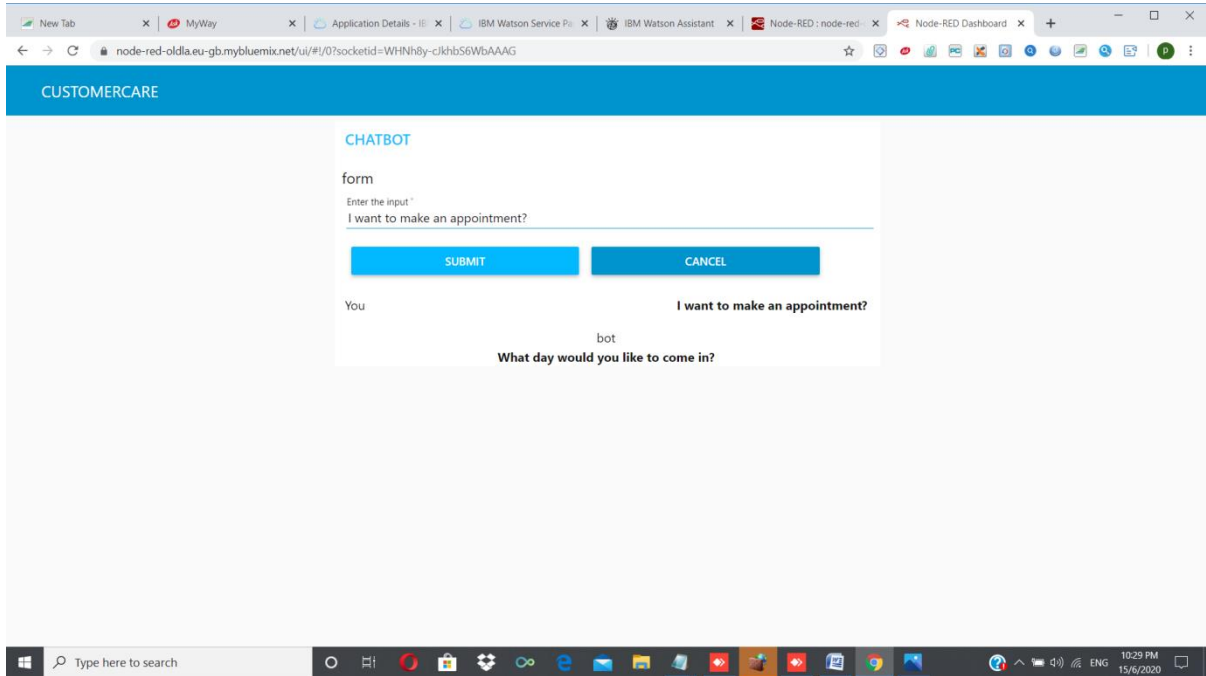 New Tab
MyWay
Application Details - IB
IBM Watson Service Pa
IBM Watson Assistant
Node-RED : node-red-
Node-RED Dashboard
node-red-oldla.eu-gb.mybluemix.net/ui/#!/0?socketid=WHNh8y-cJkhbS6WbAAAG
CUSTOMERCARE
CHATBOT
form
Enter the input *
I want to make an appointment?
SUBMIT CANCEL
You I want to make an appointment?
bot
What day would you like to come in?
Type here to search
ENG
10:29 PM
15/6/2020